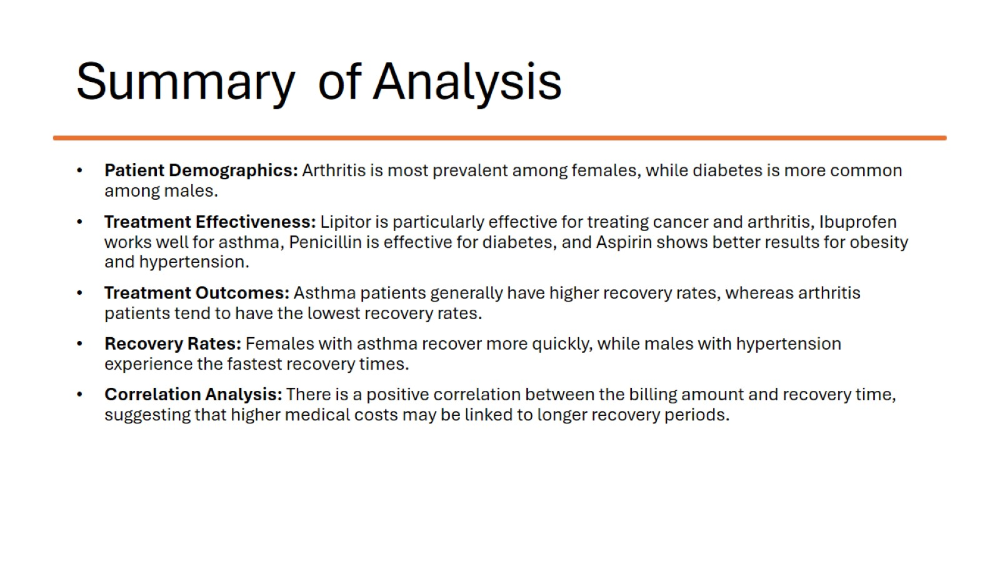 Summary  of Analysis
• Patient Demographics: Arthritis is most prevalent among females, while diabetes is more common
among males.
• Treatment Effectiveness: Lipitor is particularly effective for treating cancer and arthritis, Ibuprofen
works well for asthma, Penicillin is effective for diabetes, and Aspirin shows better results for obesity
and hypertension.
• Treatment Outcomes: Asthma patients generally have higher recovery rates, whereas arthritis
patients tend to have the lowest recovery rates.
• Recovery Rates: Females with asthma recover more quickly, while males with hypertension
experience the fastest recovery times.
• Correlation Analysis: There is a positive correlation between the billing amount and recovery time,
suggesting that higher medical costs may be linked to longer recovery periods.